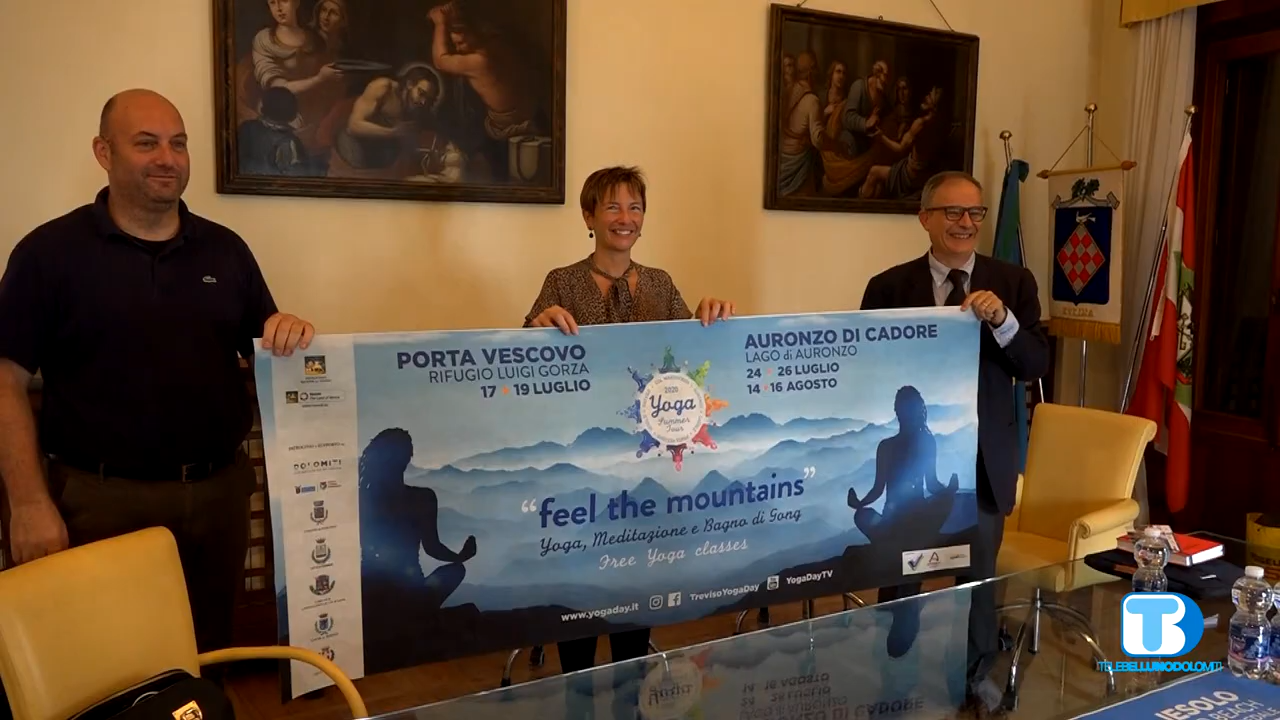 PORTA VESCOVO
RIFUGIO LUIGI GORZA
17 19 LUGLIO
AURONZO DI CADORE
LAGO di AURONZO
24 26 LUGLIO
14 16 AGOSTO
2020
Yoga
Summer
Tour
“feel the mountains”
Yoga, Meditazione e Bagno di Gong
Free Yoga classes
www.yogaday.it
TrevisoYogaDay
YogaDayTV
DOLOMITI
TELEBELLUNODOLOMITI
ESOLO